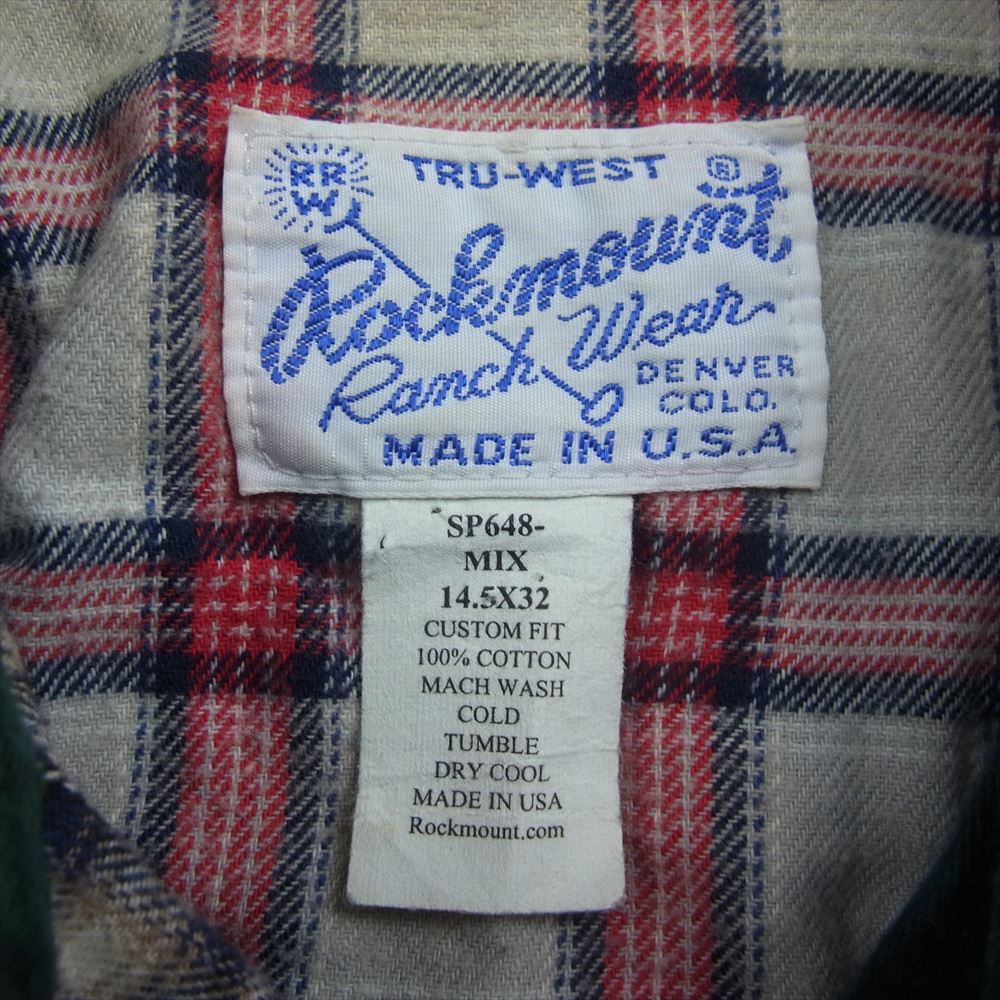 RR
W
TRU-WEST ®
Rockmount
Ranch Wear
DENVER
COLO.
MADE IN U.S.A.
SP648-
MIX
14.5X32
CUSTOM FIT
100% COTTON
MACH WASH
COLD
TUMBLE
DRY COOL
MADE IN USA
Rockmount.com